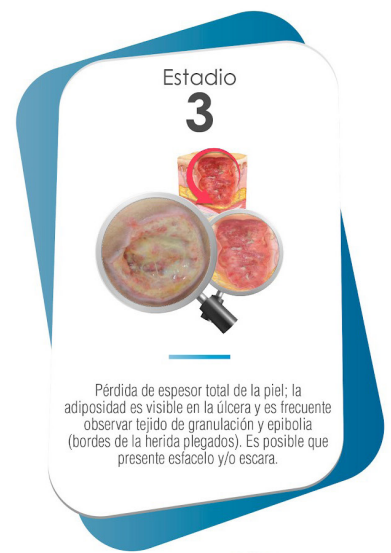 Estadio
3
Pérdida de espesor total de la piel; la
adiposidad es visible en la úlcera y es frecuente
observar tejido de granulación y epibolia
(bordes de la herida plegados). Es posible que
presente esfacelo y/o escara.